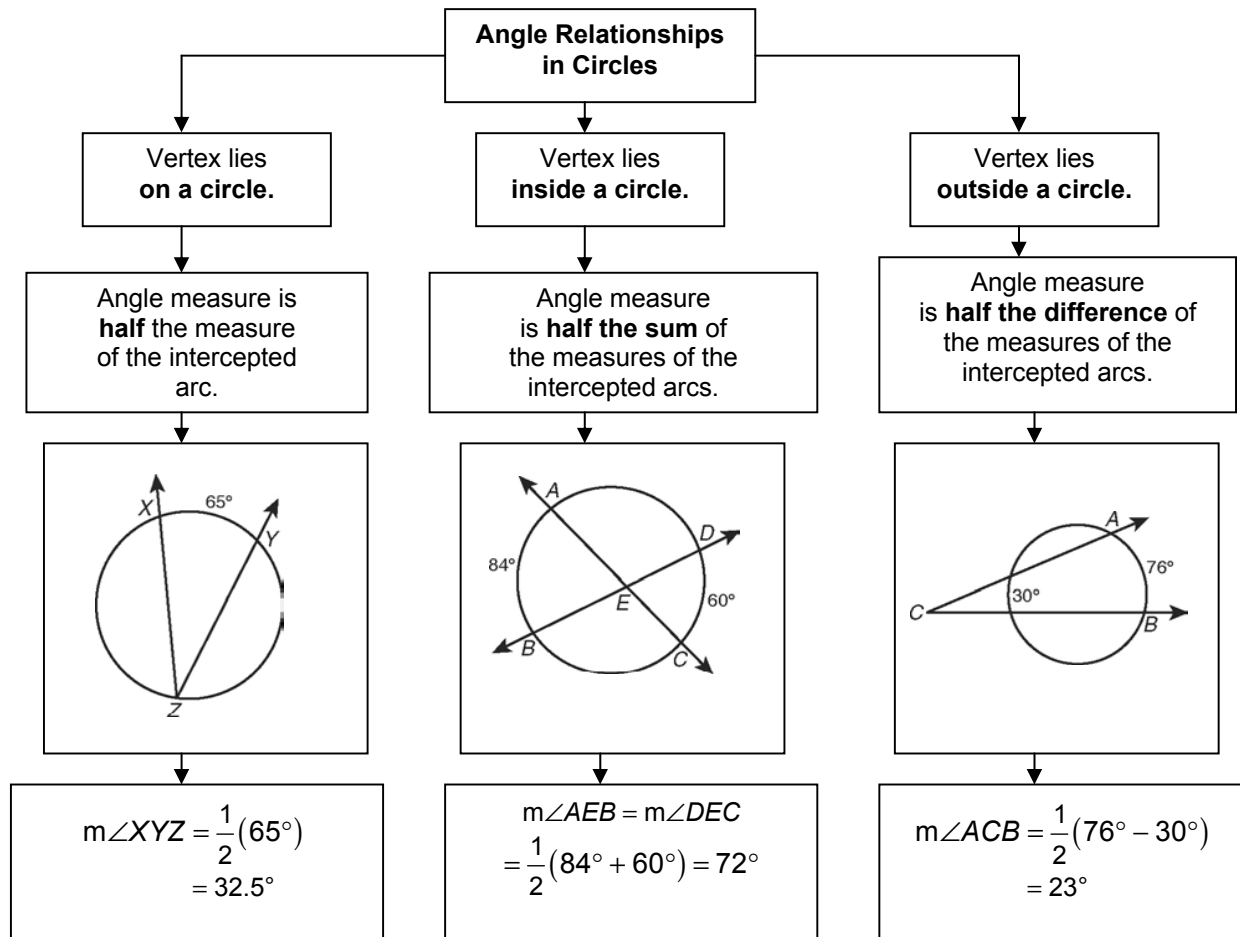 Angle Relationships
in Circles
Vertex lies
on a circle.
Vertex lies
inside a circle.
Vertex lies
outside a circle.
Angle measure is
half the measure
of the intercepted
arc.
Angle measure
is half the sum of
the measures of the
intercepted arcs.
Angle measure
is half the difference of
the measures of the
intercepted arcs.
X
65°
Y
Z
A
D
84°
E
60°
B
C
A
76°
30°
C
B
m∠XYZ = 1/2 (65°)
= 32.5°
m∠AEB = m∠DEC
= 1/2 (84° + 60°) = 72°
m∠ACB = 1/2 (76° − 30°)
= 23°